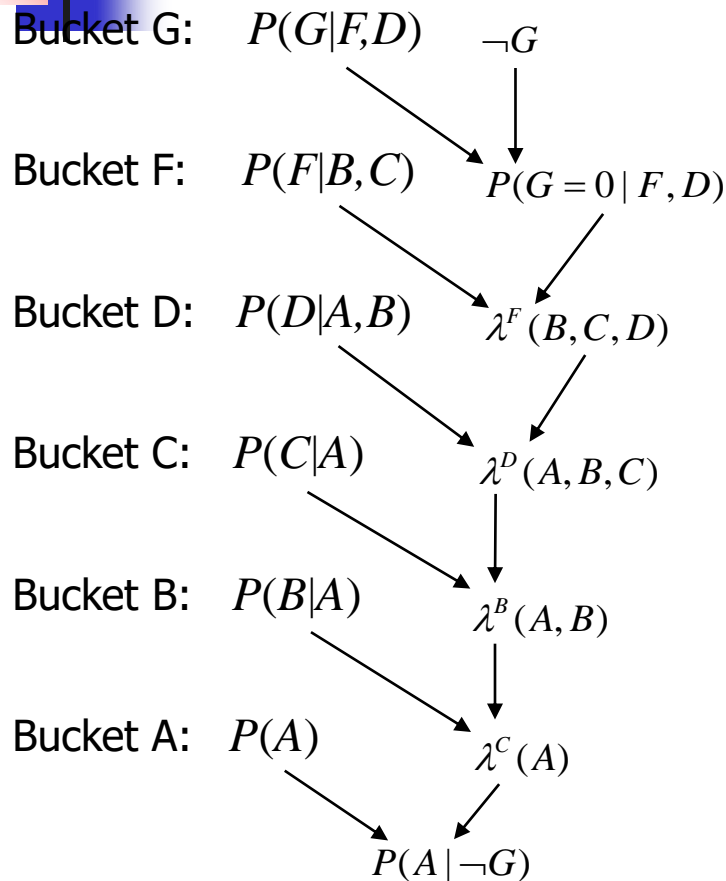 Bucket G: P(G|F,D) ¬G
Bucket F: P(F|B,C) P(G = 0 | F, D)
Bucket D: P(D|A,B) λ^F (B, C, D)
Bucket C: P(C|A) λ^D (A, B, C)
Bucket B: P(B|A) λ^B (A, B)
Bucket A: P(A) λ^C (A)
P(A | ¬G)